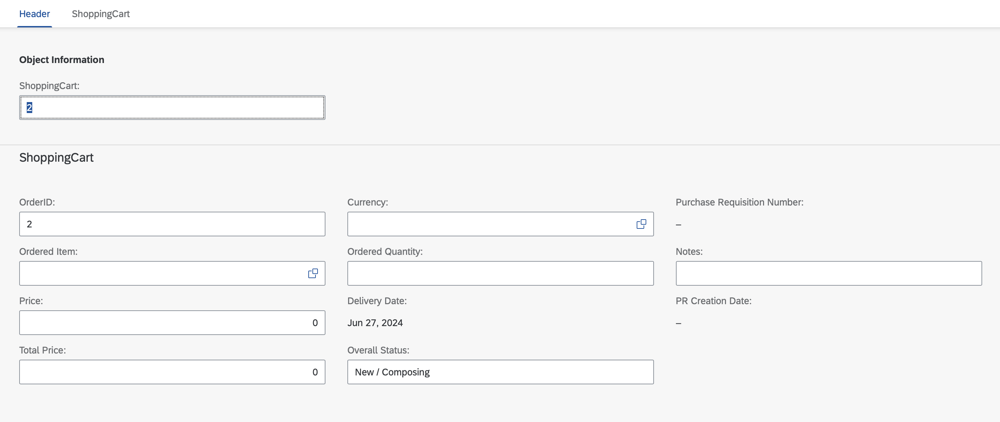 Header ShoppingCart
Object Information
ShoppingCart:
2
ShoppingCart
OrderID: Currency: Purchase Requisition Number:
2 –
Ordered Item: Ordered Quantity: Notes:
Price: Delivery Date: PR Creation Date:
0 Jun 27, 2024 –
Total Price: Overall Status:
0 New / Composing